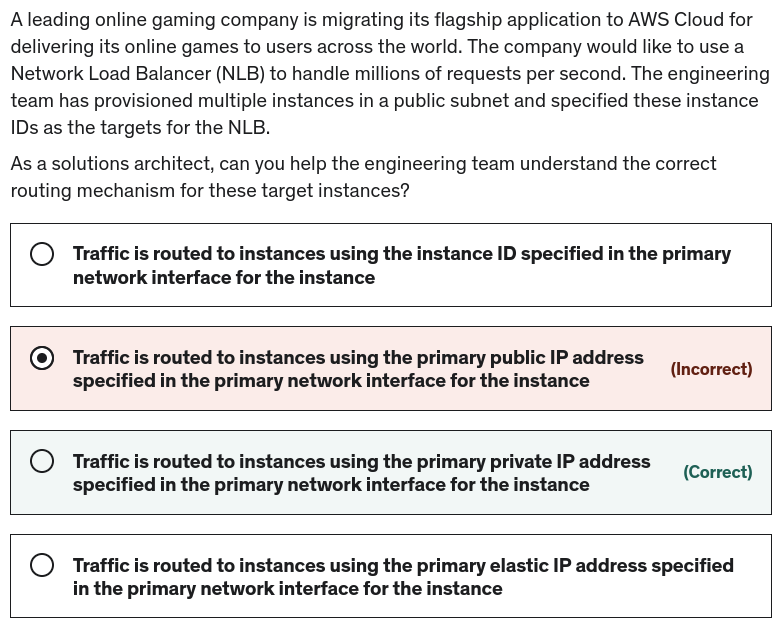 A leading online gaming company is migrating its flagship application to AWS Cloud for
delivering its online games to users across the world. The company would like to use a
Network Load Balancer (NLB) to handle millions of requests per second. The engineering
team has provisioned multiple instances in a public subnet and specified these instance
IDs as the targets for the NLB.
As a solutions architect, can you help the engineering team understand the correct
routing mechanism for these target instances?
Traffic is routed to instances using the instance ID specified in the primary
network interface for the instance
Traffic is routed to instances using the primary public IP address
specified in the primary network interface for the instance
(Incorrect)
Traffic is routed to instances using the primary private IP address
specified in the primary network interface for the instance
(Correct)
Traffic is routed to instances using the primary elastic IP address specified
in the primary network interface for the instance